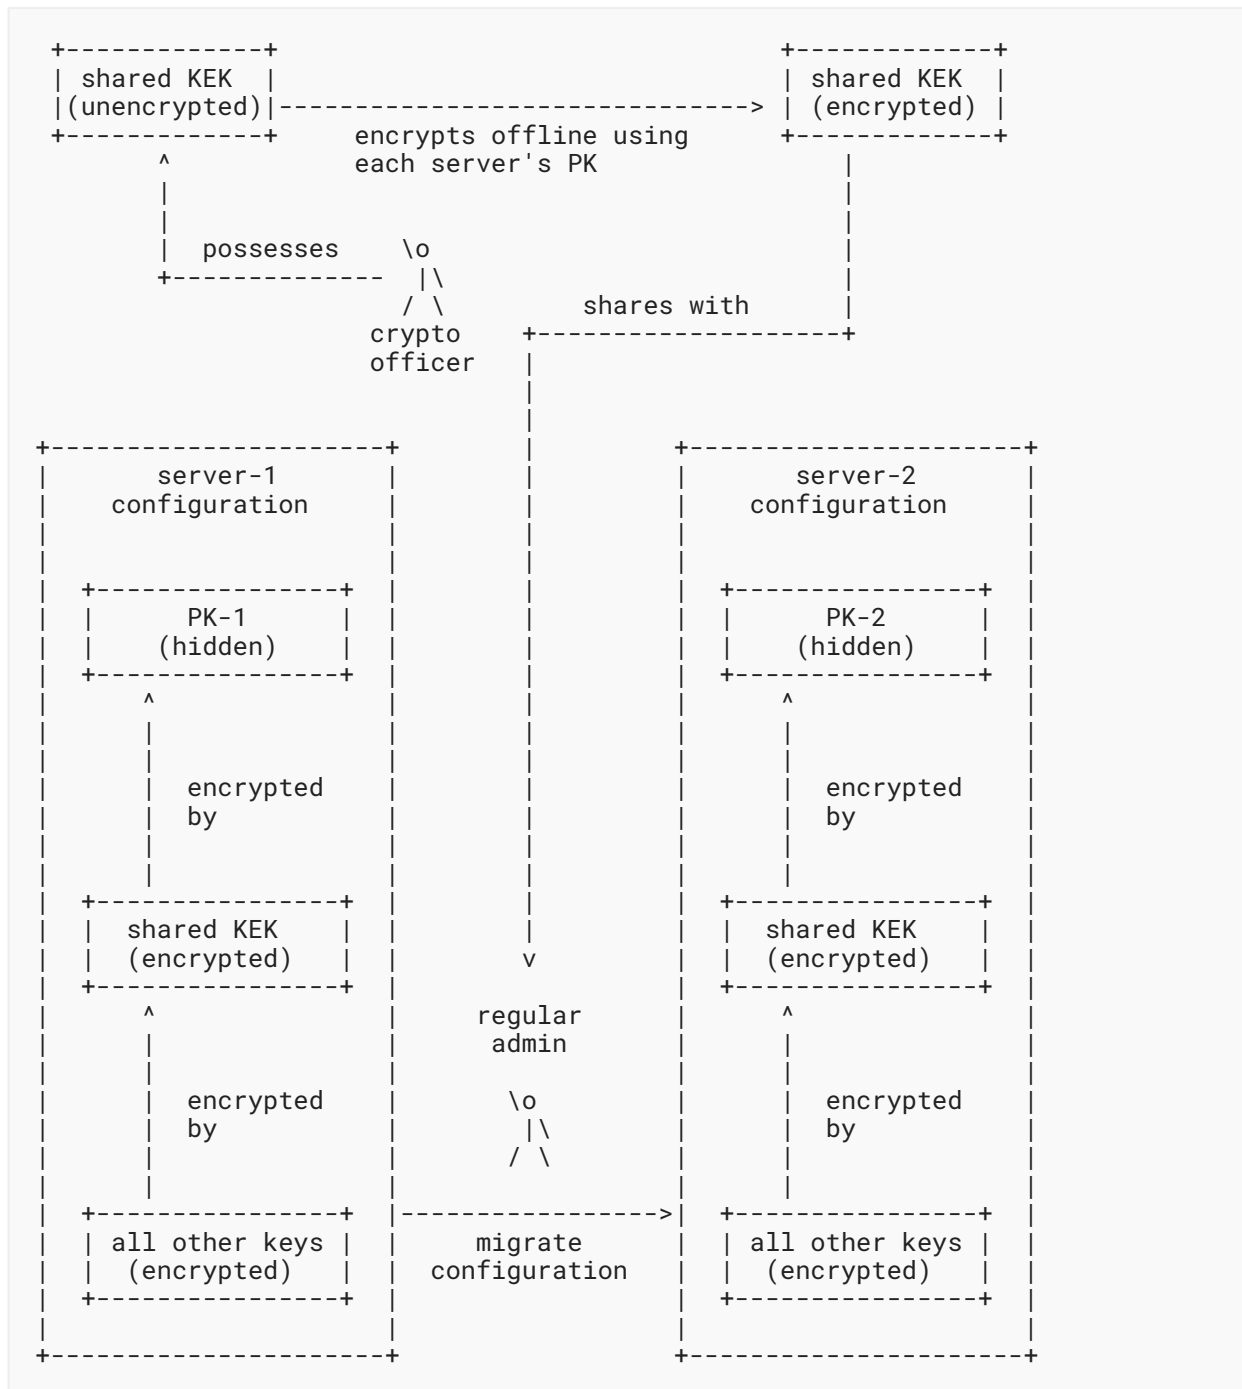 shared KEK shared KEK
(unencrypted) (encrypted)
encrypts offline using
each server's PK
possesses
shares with
crypto
officer
server-1 server-2
configuration configuration
PK-1 PK-2
(hidden) (hidden)
encrypted encrypted
by by
shared KEK shared KEK
(encrypted) (encrypted)
regular
admin
encrypted encrypted
by by
all other keys migrate all other keys
(encrypted) configuration (encrypted)